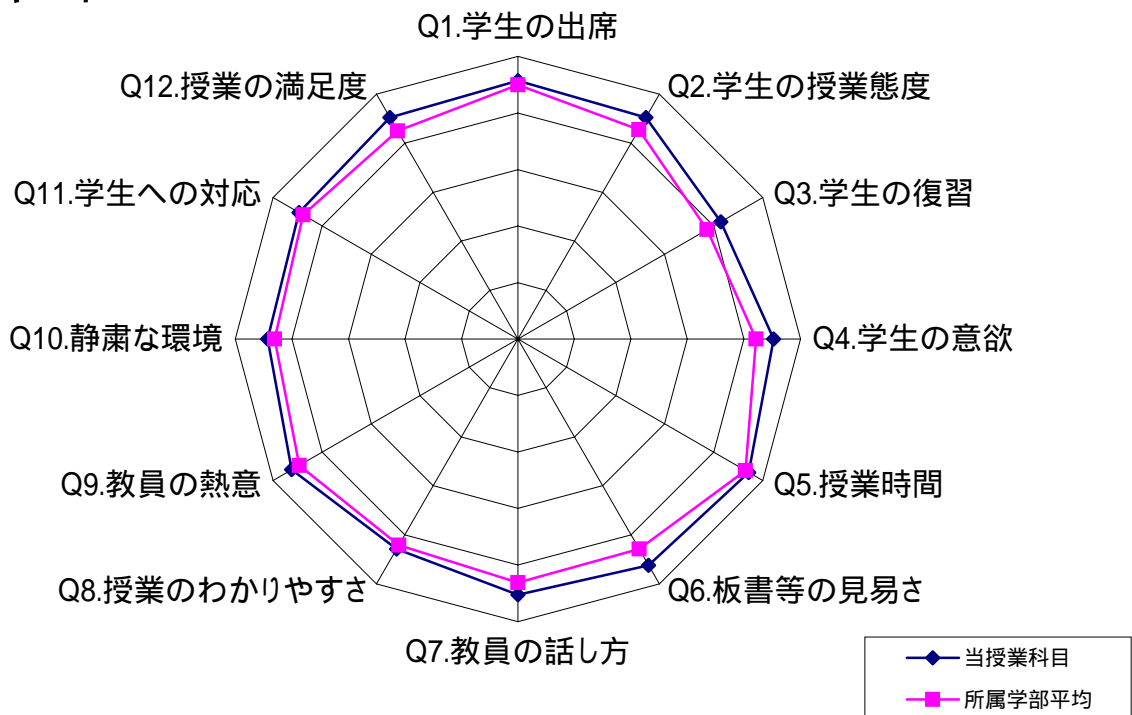 Q1.学生の出席
Q2.学生の授業態度
Q3.学生の復習
Q4.学生の意欲
Q5.授業時間
Q6.板書等の見易さ
Q7.教員の話し方
Q8.授業のわかりやすさ
Q9.教員の熱意
Q10.静粛な環境
Q11.学生への対応
Q12.授業の満足度
当授業科目
所属学部平均